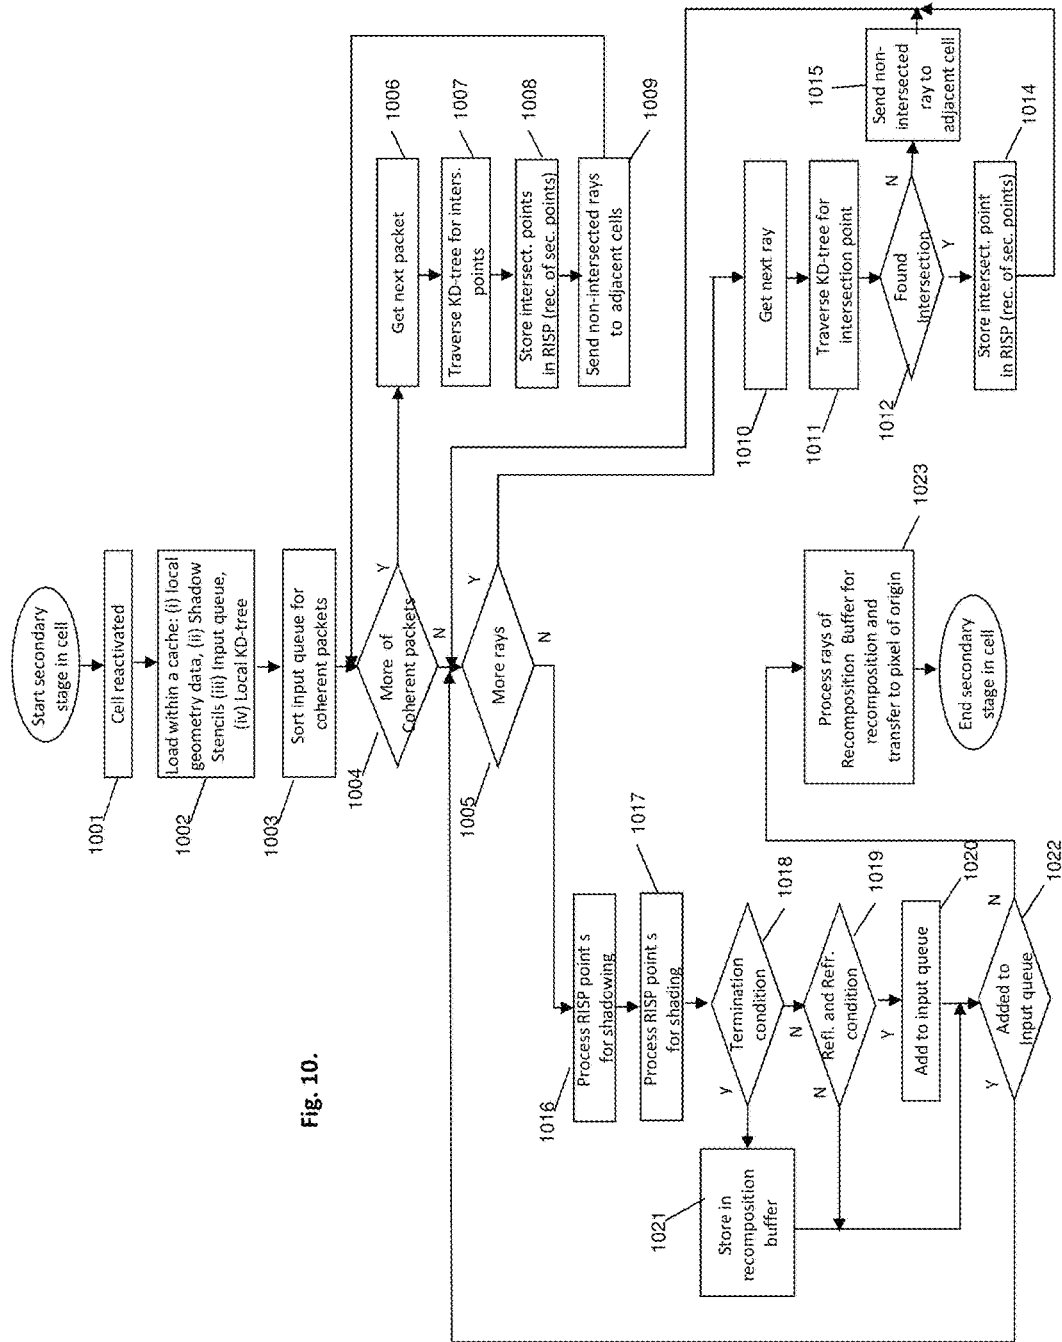 Start secondary
stage in cell
Cell reactivated
1001
Load within a cache: (i) local
geometry data, (ii) Shadow
Stencils (iii) Input queue,
(iv) Local KD-tree
1002
Sort input queue for
coherent packets
1003
More of
Coherent packets
1004
Y
N
Get next packet
1006
Traverse KD-tree for inters.
points
1007
Store intersect. points
in RISP (rec. of sec. points)
1008
Send non-intersected rays
to adjacent cells
1009
More rays
1005
Y
N
Get next ray
1010
Traverse KD-tree for
intersection point
1011
Found
Intersection
1012
N
Y
Send non-
intersected
ray to
adjacent cell
1015
Store intersect. point
in RISP (rec. of sec. points)
1014
Process RISP point s
for shadowing
1016
Process RISP point s
for shading
1017
Termination
condition
1018
y
N
Refl. and Refr.
condition
1019
N
Y
Add to input queue
1020
Store in
recomposition
buffer
1021
Added to
Input queue
1022
Y
N
Process rays of
Recomposition Buffer for
recomposition and
transfer to pixel of origin
1023
End secondary
stage in cell
Fig. 10.